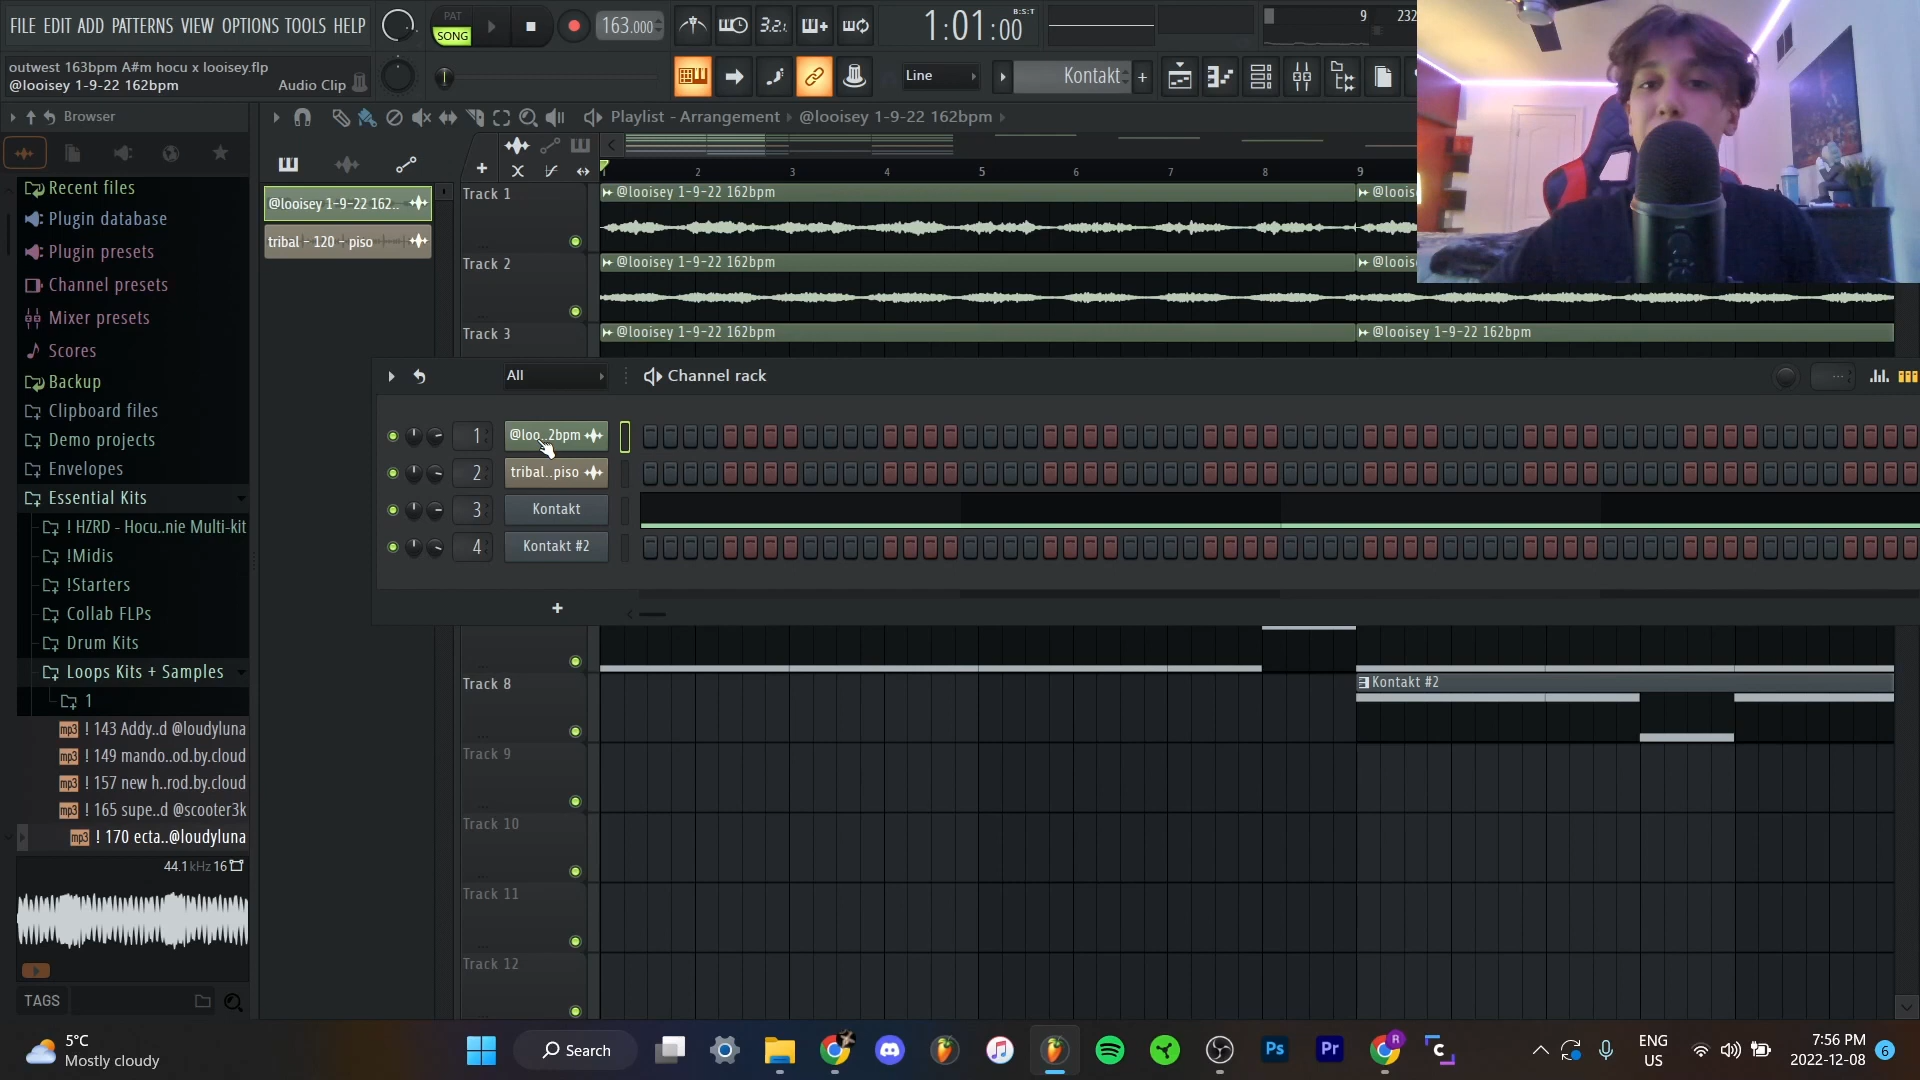 FILE EDIT ADD PATTERNS VIEW OPTIONS TOOLS HELP
PAT
SONG
163.000
3.2.
1:01:00
B:S:T
9
232
outwest 163bpm A#m hocu x looisey.flp
@looisey 1-9-22 162bpm
Audio Clip
Line
Kontakt
Browser
Playlist - Arrangement
@looisey 1-9-22 162bpm
Recent files
Plugin database
Plugin presets
Channel presets
Mixer presets
Scores
Backup
Clipboard files
Demo projects
Envelopes
Essential Kits
! HZRD - Hocu..nie Multi-kit
!Midis
!Starters
Collab FLPs
Drum Kits
Loops Kits + Samples
1
! 143 Addy..d @loudyluna
! 149 mando..od.by.cloud
! 157 new h..rod.by.cloud
! 165 supe..d @scooter3k
! 170 ecta..@loudyluna
44.1kHz 16
TAGS
@looisey 1-9-22 162..
tribal - 120 - piso
2
3
4
5
6
7
8
9
Track 1
@looisey 1-9-22 162bpm
@loois
Track 2
@looisey 1-9-22 162bpm
@loois
Track 3
@looisey 1-9-22 162bpm
@looisey 1-9-22 162bpm
All
Channel rack
1
@loo..2bpm
2
tribal..piso
3
Kontakt
4
Kontakt #2
+
Track 8
Kontakt #2
Track 9
Track 10
Track 11
Track 12
5°C
Mostly cloudy
Search
Ps
Pr
R
ENG
US
7:56 PM
2022-12-08
6